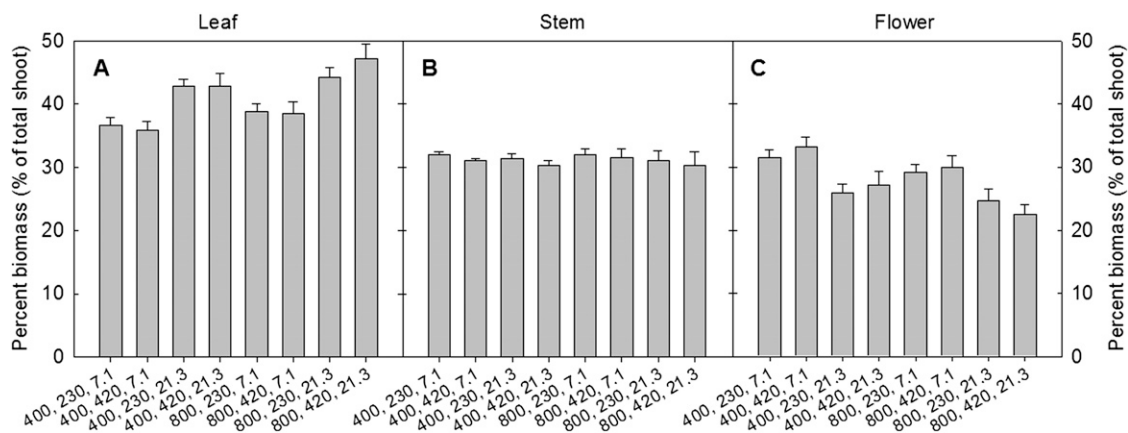 Leaf
Stem
Flower
Percent biomass (% of total shoot)
50
40
30
20
10
0
A
B
C
50
40
30
20
10
0
Percent biomass (% of total shoot)
400, 230, 7.1
400, 420, 7.1
400, 230, 21.3
400, 420, 21.3
800, 230, 7.1
800, 420, 7.1
800, 230, 21.3
800, 420, 21.3
400, 230, 7.1
400, 420, 7.1
400, 230, 21.3
400, 420, 21.3
800, 230, 7.1
800, 420, 7.1
800, 230, 21.3
800, 420, 21.3
400, 230, 7.1
400, 420, 7.1
400, 230, 21.3
400, 420, 21.3
800, 230, 7.1
800, 420, 7.1
800, 230, 21.3
800, 420, 21.3